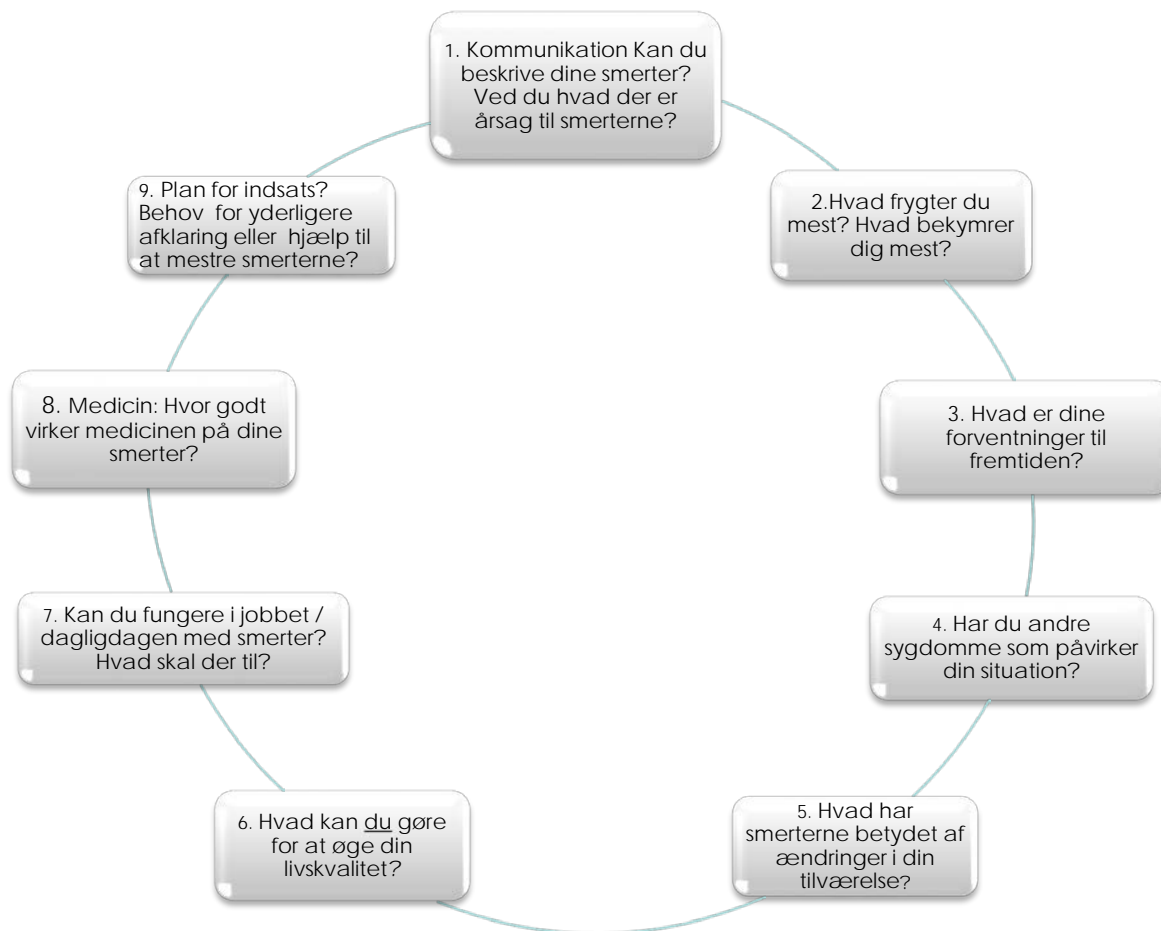 1. Kommunikation Kan du
beskrive dine smerter?
Ved du hvad der er
årsag til smerterne?
2.Hvad frygter du
mest? Hvad bekymrer
dig mest?
3. Hvad er dine
forventninger til
fremtiden?
4. Har du andre
sygdomme som påvirker
din situation?
5. Hvad har
smerterne betydet af
ændringer i din
tilværelse?
6. Hvad kan du gøre
for at øge din
livskvalitet?
7. Kan du fungere i jobbet /
dagligdagen med smerter?
Hvad skal der til?
8. Medicin: Hvor godt
virker medicinen på dine
smerter?
9. Plan for indsats?
Behov for yderligere
afklaring eller hjælp til
at mestre smerterne?